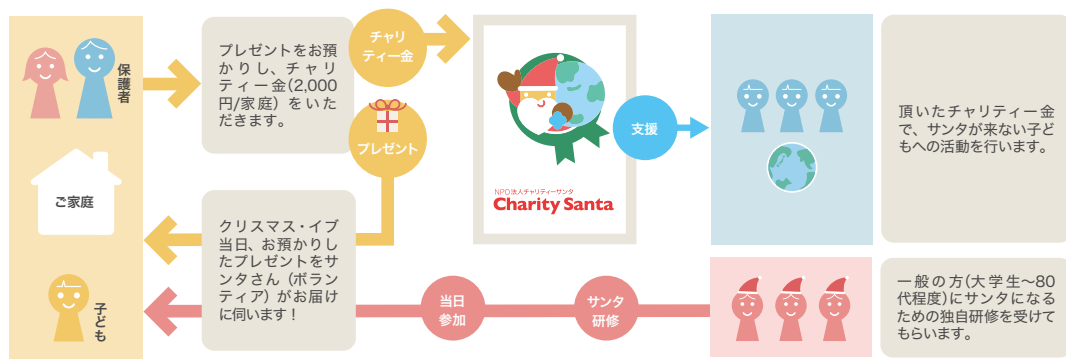 保護者
プレゼントをお預
かりし、チャリ
ティー金(2,000
円/家庭）をいた
だきます。
チャリ
ティー金
プレゼント
NPO法人チャリティーサンタ
Charity Santa
支援
頂いたチャリティー金
で、サンタが来ない子ど
もへの活動を行います。
ご家庭
クリスマス・イブ
当日、お預かりし
たプレゼントをサ
ンタさん（ボラン
ティア）がお届け
に伺います！
子ども
当日
参加
サンタ
研修
一般の方(大学生〜80
代程度)にサンタになる
ための独自研修を受けて
もらいます。